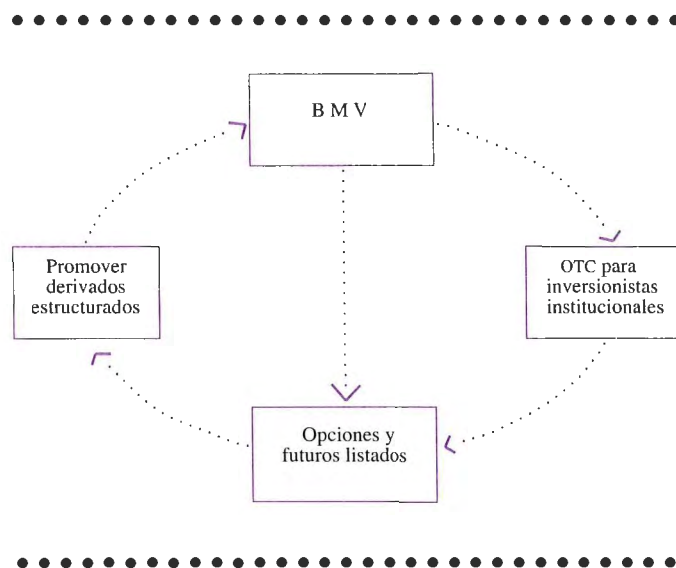 B M V
Promover
derivados
estructurados
OTC para
inversionistas
institucionales
Opciones y
futuros listados